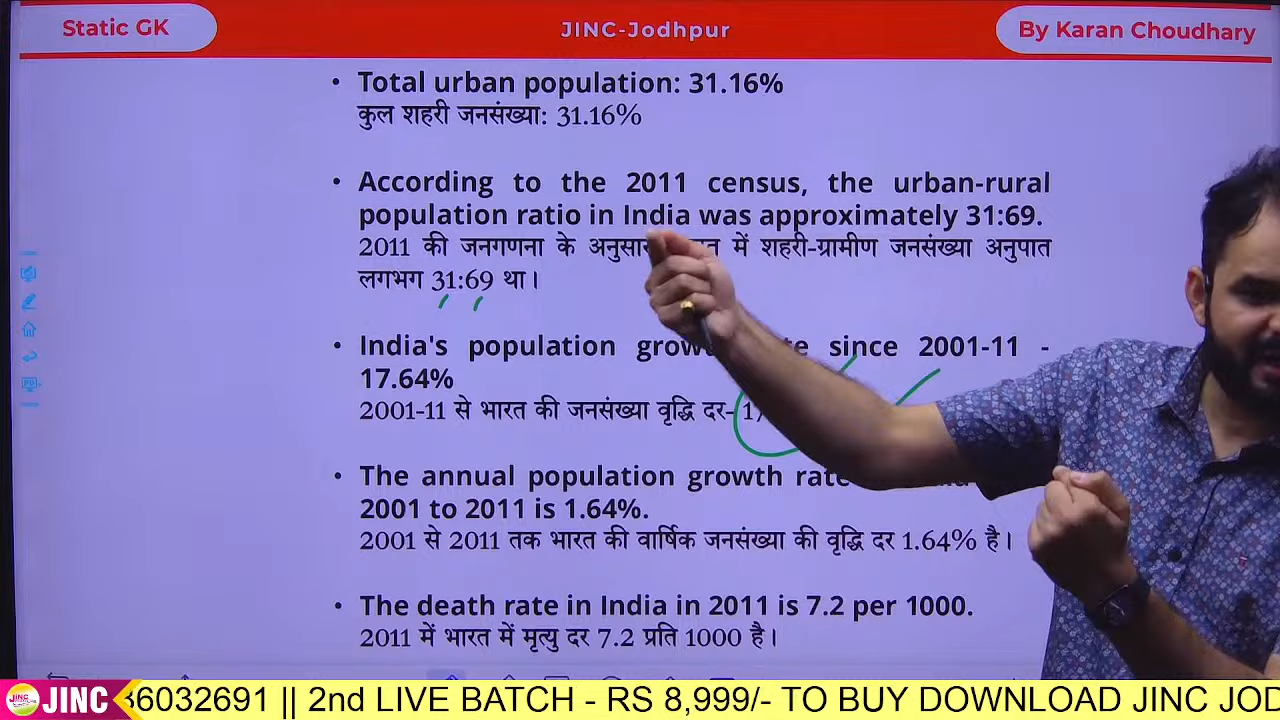 Static GK
JINC-Jodhpur
By Karan Choudhary
• Total urban population: 31.16%
कुल शहरी जनसंख्या: 31.16%
• According to the 2011 census, the urban-rural
population ratio in India was approximately 31:69.
2011 की जनगणना के अनुसार में शहरी-ग्रामीण जनसंख्या अनुपात
लगभग 31:69 था।
• India's population since 2001-11 -
17.64%
2001-11 से भारत की जनसंख्या वृद्धि दर-
• The annual population growth rate
2001 to 2011 is 1.64%.
2001 से 2011 तक भारत की वार्षिक जनसंख्या की वृद्धि दर 1.64% है।
• The death rate in India in 2011 is 7.2 per 1000.
2011 में भारत में मृत्यु दर 7.2 प्रति 1000 है।
JINC 36032691 || 2nd LIVE BATCH - RS 8,999/- TO BUY DOWNLOAD JINC JOD